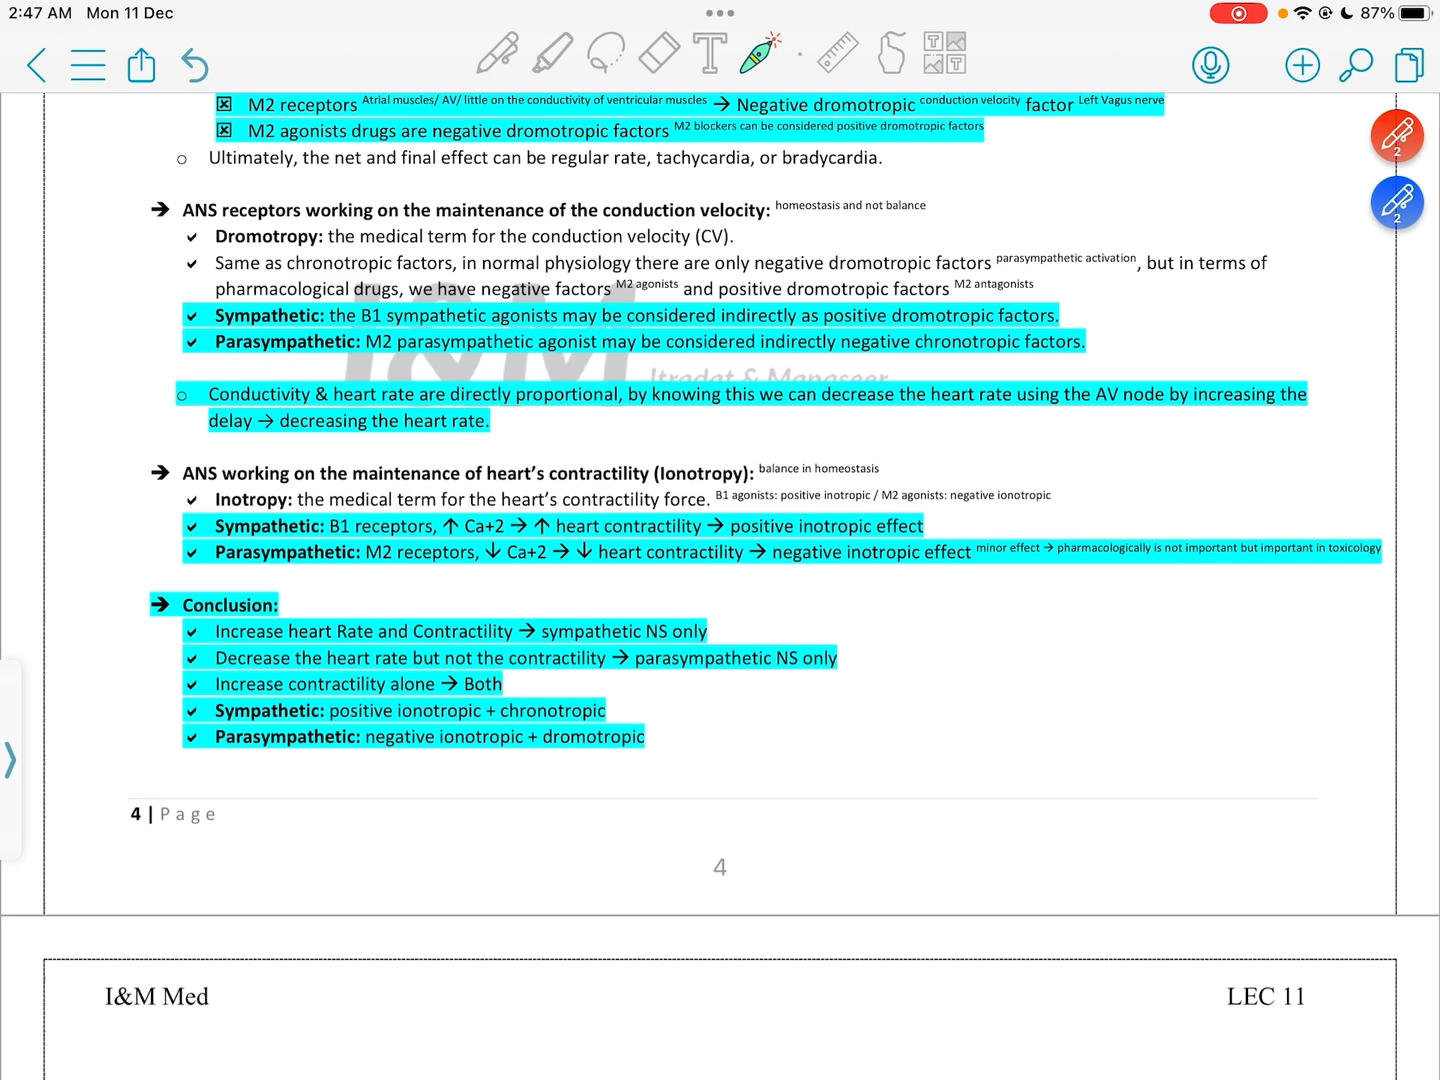 2:47 AM Mon 11 Dec
87%
M2 receptors Atrial muscles/ AV/ little on the conductivity of ventricular muscles → Negative dromotropic conduction velocity factor Left Vagus nerve
M2 agonists drugs are negative dromotropic factors M2 blockers can be considered positive dromotropic factors
Ultimately, the net and final effect can be regular rate, tachycardia, or bradycardia.
ANS receptors working on the maintenance of the conduction velocity: homeostasis and not balance
Dromotropy: the medical term for the conduction velocity (CV).
Same as chronotropic factors, in normal physiology there are only negative dromotropic factors parasympathetic activation, but in terms of
pharmacological drugs, we have negative factors M2 agonists and positive dromotropic factors M2 antagonists
Sympathetic: the B1 sympathetic agonists may be considered indirectly as positive dromotropic factors.
Parasympathetic: M2 parasympathetic agonist may be considered indirectly negative chronotropic factors.
I&M
Itradat & Manaseer
Conductivity & heart rate are directly proportional, by knowing this we can decrease the heart rate using the AV node by increasing the
delay → decreasing the heart rate.
ANS working on the maintenance of heart's contractility (Ionotropy): balance in homeostasis
Inotropy: the medical term for the heart's contractility force. B1 agonists: positive inotropic / M2 agonists: negative ionotropic
Sympathetic: B1 receptors, ↑ Ca+2 → ↑ heart contractility → positive inotropic effect
Parasympathetic: M2 receptors, ↓ Ca+2 → ↓ heart contractility → negative inotropic effect minor effect → pharmacologically is not important but important in toxicology
Conclusion:
Increase heart Rate and Contractility → sympathetic NS only
Decrease the heart rate but not the contractility → parasympathetic NS only
Increase contractility alone → Both
Sympathetic: positive ionotropic + chronotropic
Parasympathetic: negative ionotropic + dromotropic
4 | Page
4
I&M Med LEC 11
2
2